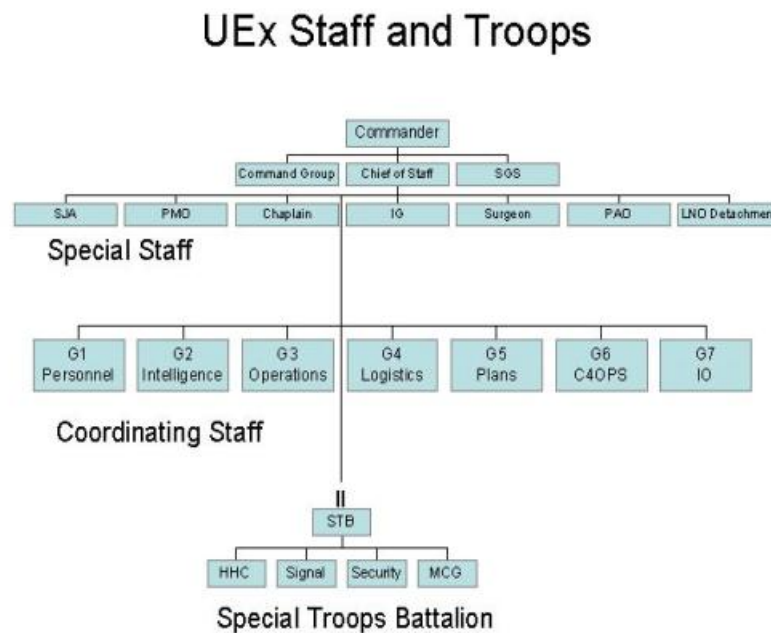 UEx Staff and Troops
Commander
Command Group Chief of Staff SGS
SJA PMO Chaplain IG Surgeon PAO LNO Detachmen
Special Staff
G1 G2 G3 G4 G5 G6 G7
Personnel Intelligence Operations Logistics Plans C4OPS IO
Coordinating Staff
II
STB
HHC Signal Security MCG
Special Troops Battalion